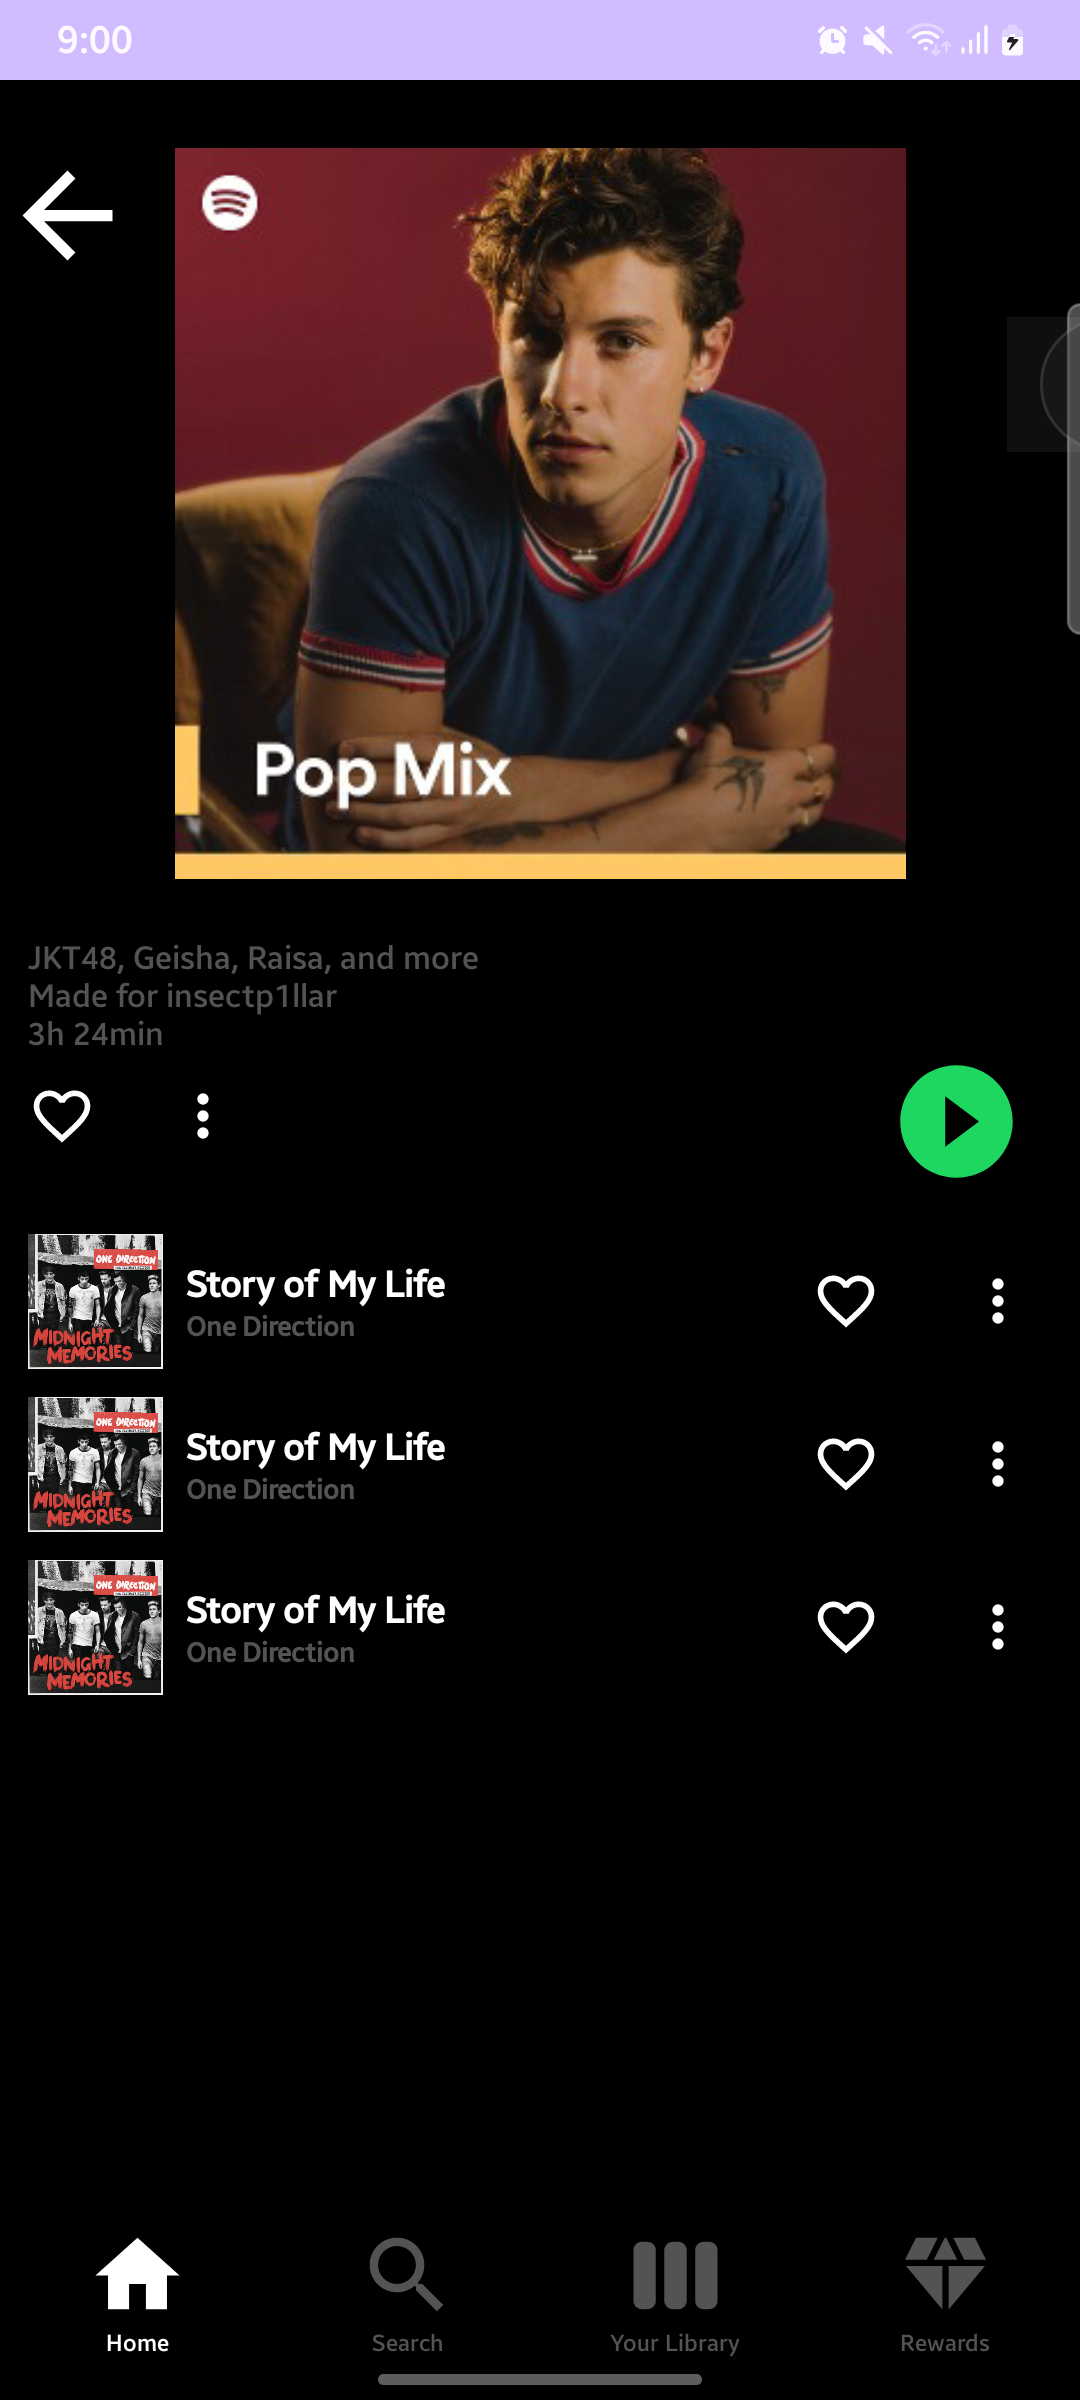 9:00
Pop Mix
JKT48, Geisha, Raisa, and more
Made for insectp1llar
3h 24min
ONE DIRECTION
MIDNIGHT
MEMORIES
Story of My Life
One Direction
ONE DIRECTION
MIDNIGHT
MEMORIES
Story of My Life
One Direction
ONE DIRECTION
MIDNIGHT
MEMORIES
Story of My Life
One Direction
Home
Search
Your Library
Rewards